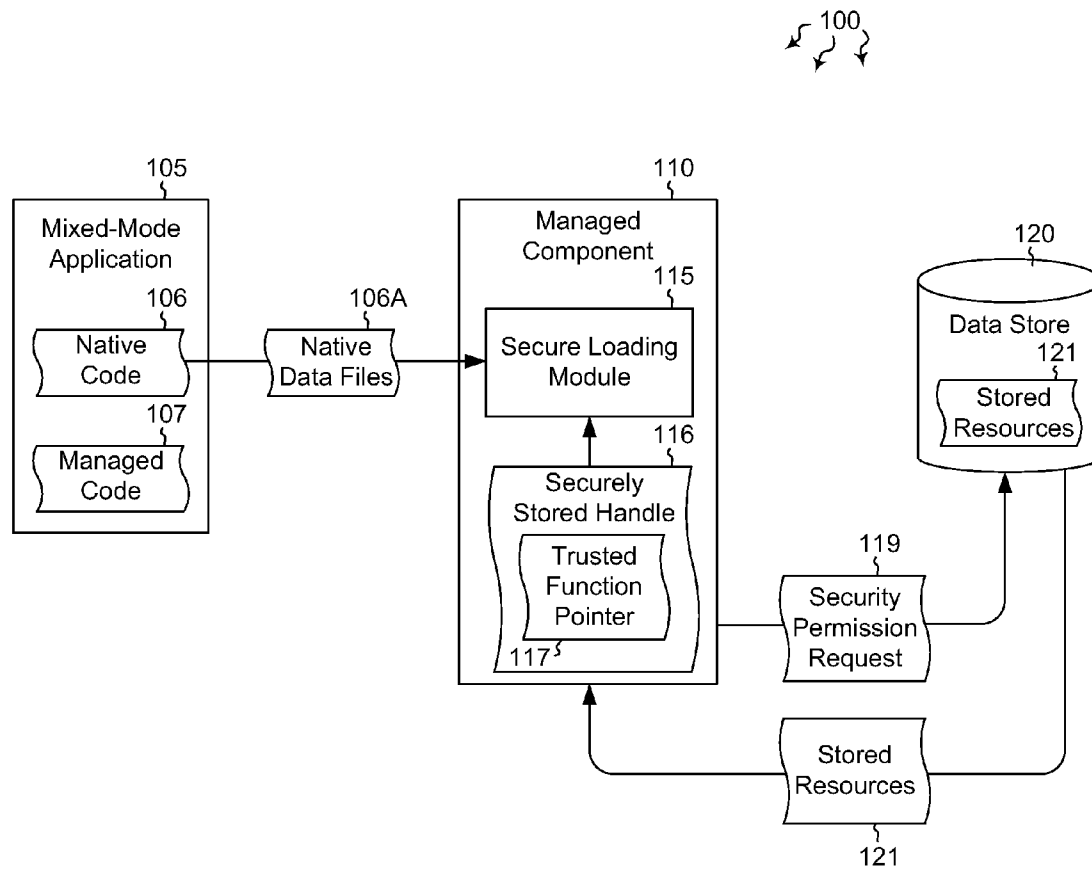 100
105
Mixed-Mode
Application
106
Native
Code
107
Managed
Code
106A
Native
Data Files
110
Managed
Component
115
Secure Loading
Module
116
Securely
Stored Handle
Trusted
Function
Pointer
117
119
Security
Permission
Request
120
Data Store
121
Stored
Resources
Stored
Resources
121